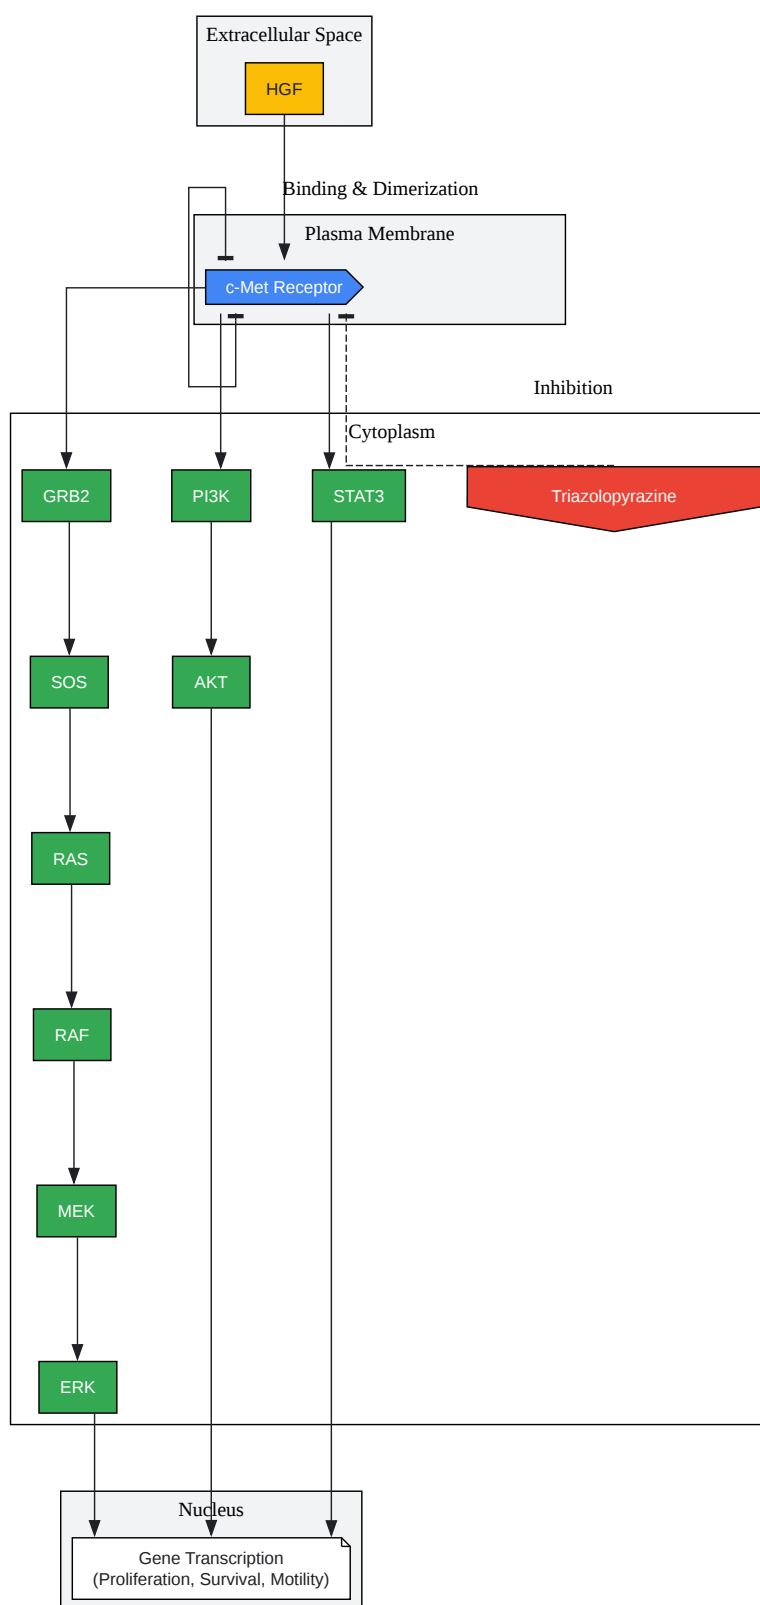 Extracellular Space
HGF
Binding & Dimerization
Plasma Membrane
c-Met Receptor
Inhibition
Cytoplasm
GRB2
PI3K
STAT3
Triazolopyrazine
SOS
AKT
RAS
RAF
MEK
ERK
Nucleus
Gene Transcription
(Proliferation, Survival, Motility)